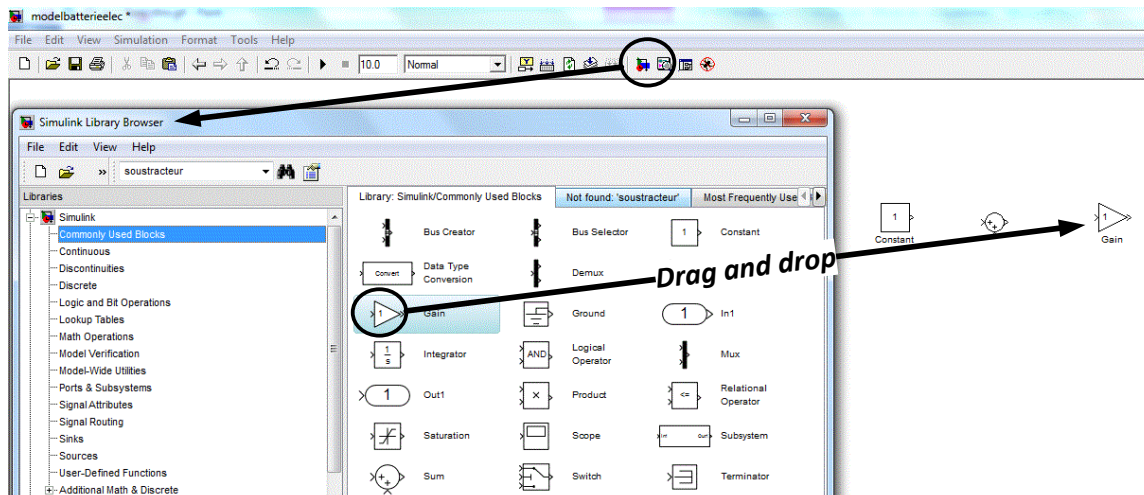 modelbatterieelec *
File Edit View Simulation Format Tools Help
10.0 Normal
Simulink Library Browser
File Edit View Help
» soustracteur
Libraries
Library: Simulink/Commonly Used Blocks Not found: 'soustracteur' Most Frequently Use
Simulink
Commonly Used Blocks
Continuous
Discontinuities
Discrete
Logic and Bit Operations
Lookup Tables
Math Operations
Model Verification
Model-Wide Utilities
Ports & Subsystems
Signal Attributes
Signal Routing
Sinks
Sources
User-Defined Functions
Additional Math & Discrete
Bus Creator
Bus Selector
1 Constant
Convert Data Type
Conversion
Demux
1 Gain
Ground
1 In1
1
s Integrator
AND Logical
Operator
Mux
1 Out1
× Product
<= Relational
Operator
Saturation
Scope
In1 Out1 Subsystem
++ Sum
Switch
Terminator
Drag and drop
1
Constant
++
1
Gain